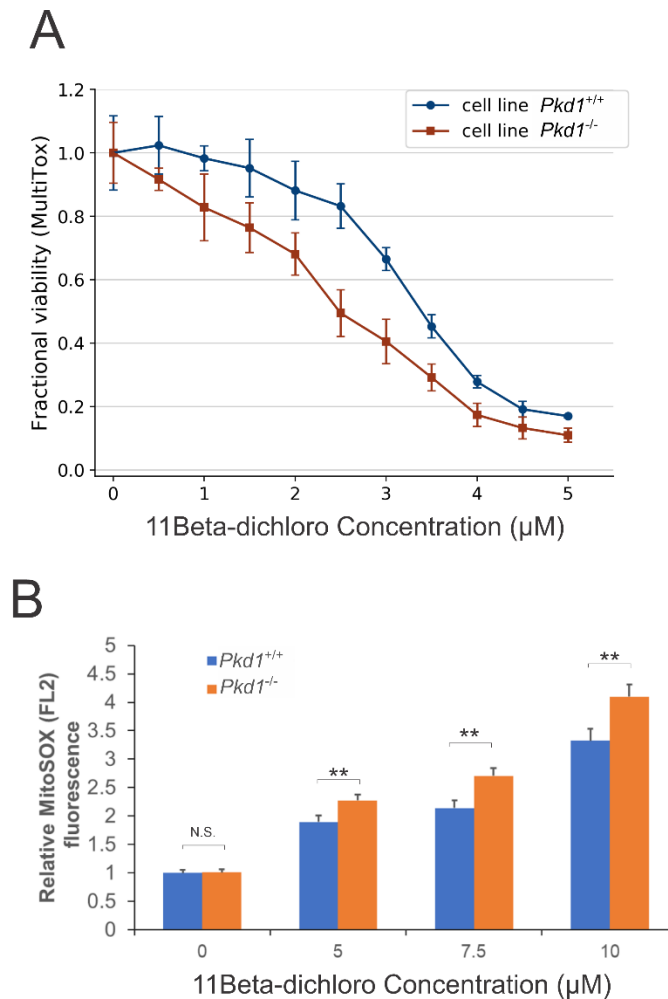 A
1.2
1.0
0.8
0.6
0.4
0.2
0.0
Fractional viability (MultiTox)
cell line Pkd1+/+
cell line Pkd1-/-
0 1 2 3 4 5
11Beta-dichloro Concentration (µM)
B
5
4.5
4
3.5
3
2.5
2
1.5
1
0.5
0
Relative MitoSOX (FL2)
fluorescence
Pkd1+/+
Pkd1-/-
N.S.
**
**
**
0 5 7.5 10
11Beta-dichloro Concentration (µM)